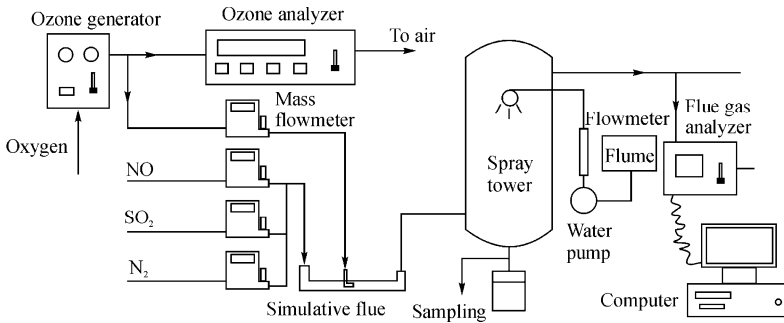 Ozone generator
Ozone analyzer
To air
Mass
flowmeter
Oxygen
NO
SO₂
N₂
Simulative flue
Spray
tower
Sampling
Flowmeter
Flume
Water
pump
Flue gas
analyzer
Computer